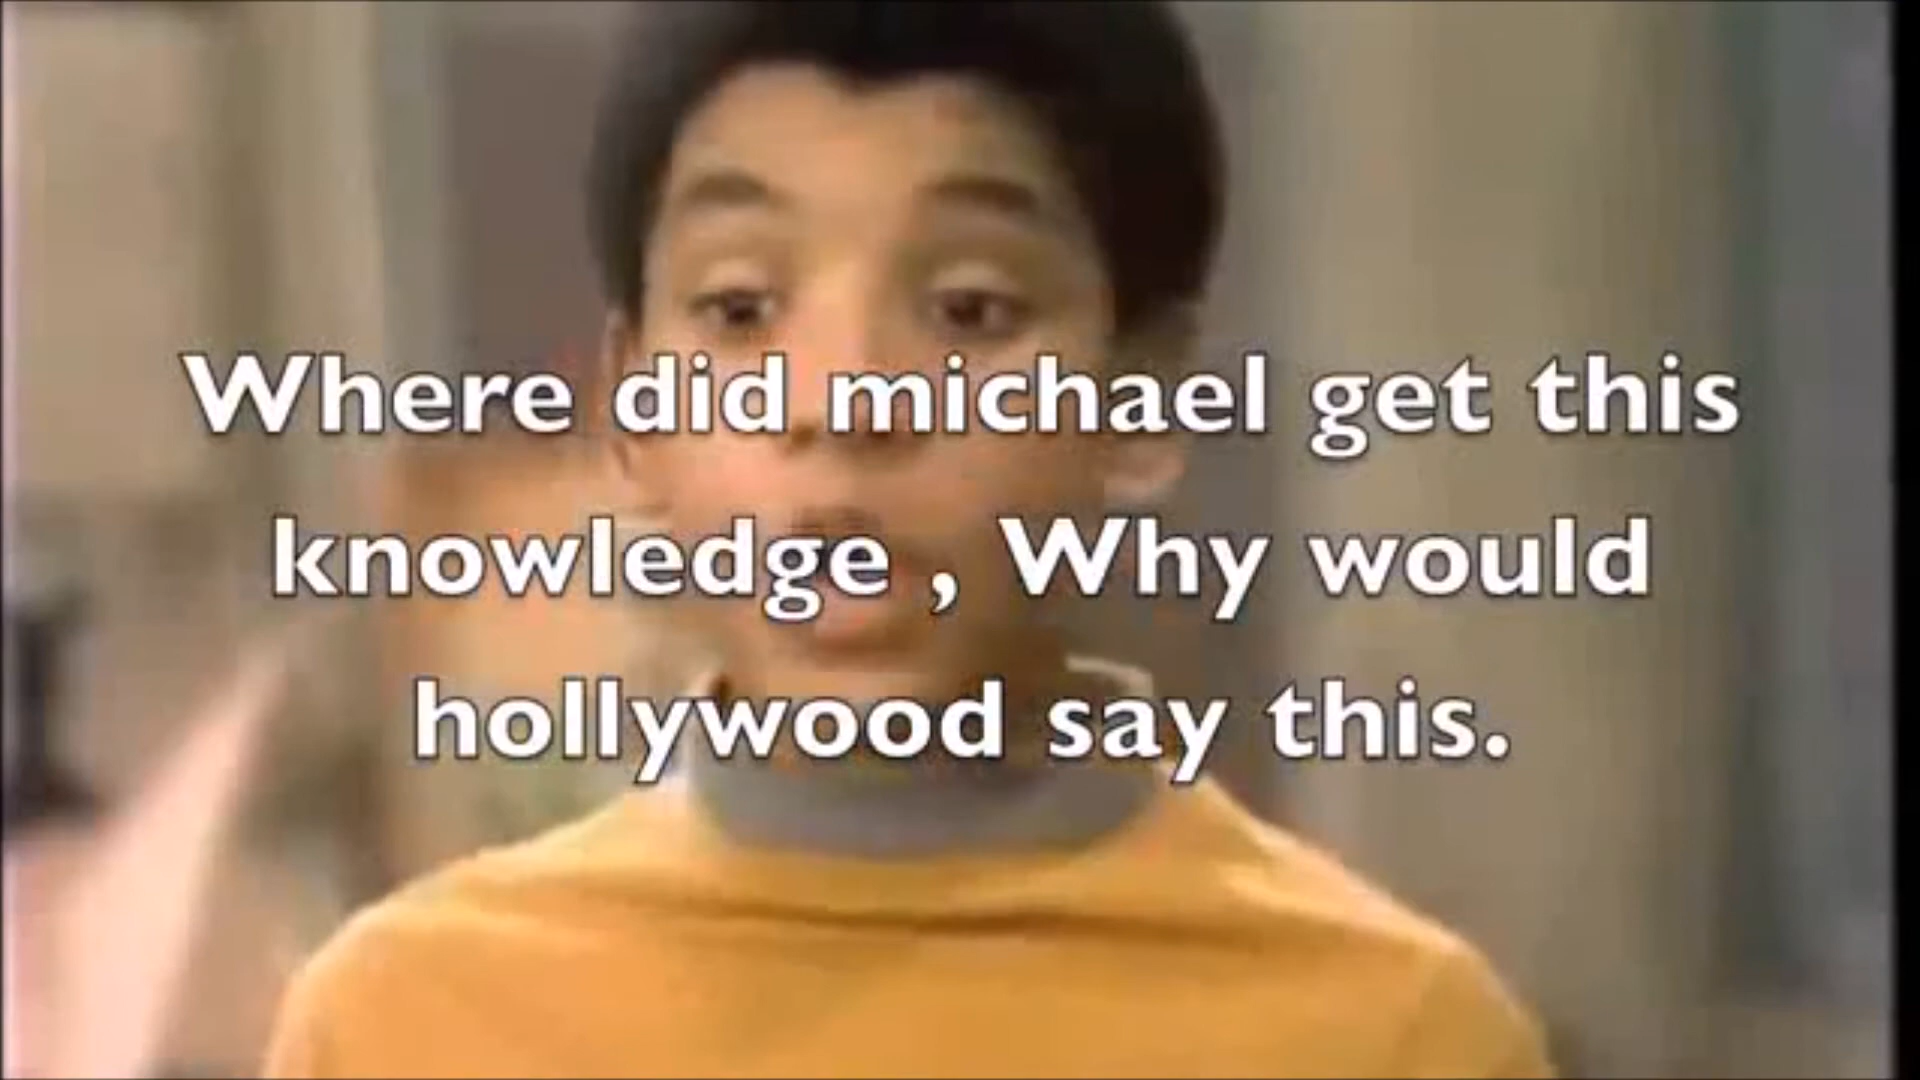 Where did michael get this
knowledge , Why would
hollywood say this.